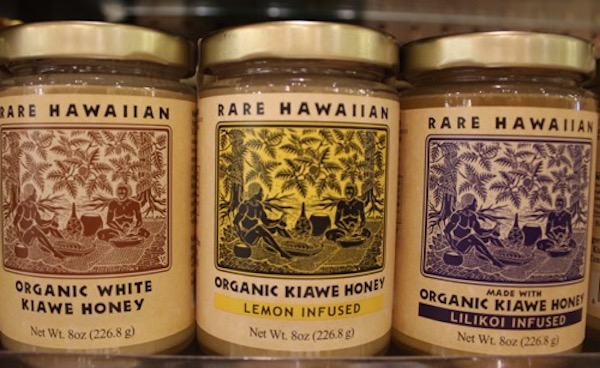 RARE HAWAIIAN
ORGANIC WHITE
KIAWE HONEY
Net Wt. 8oz (226.8 g)
RARE HAWAIIAN
ORGANIC KIAWE HONEY
LEMON INFUSED
Net Wt. 8oz (226.8 g)
RARE HAWAIIAN
MADE WITH
ORGANIC KIAWE HONEY
LILIKOI INFUSED
Net Wt. 8oz (226.8 g)